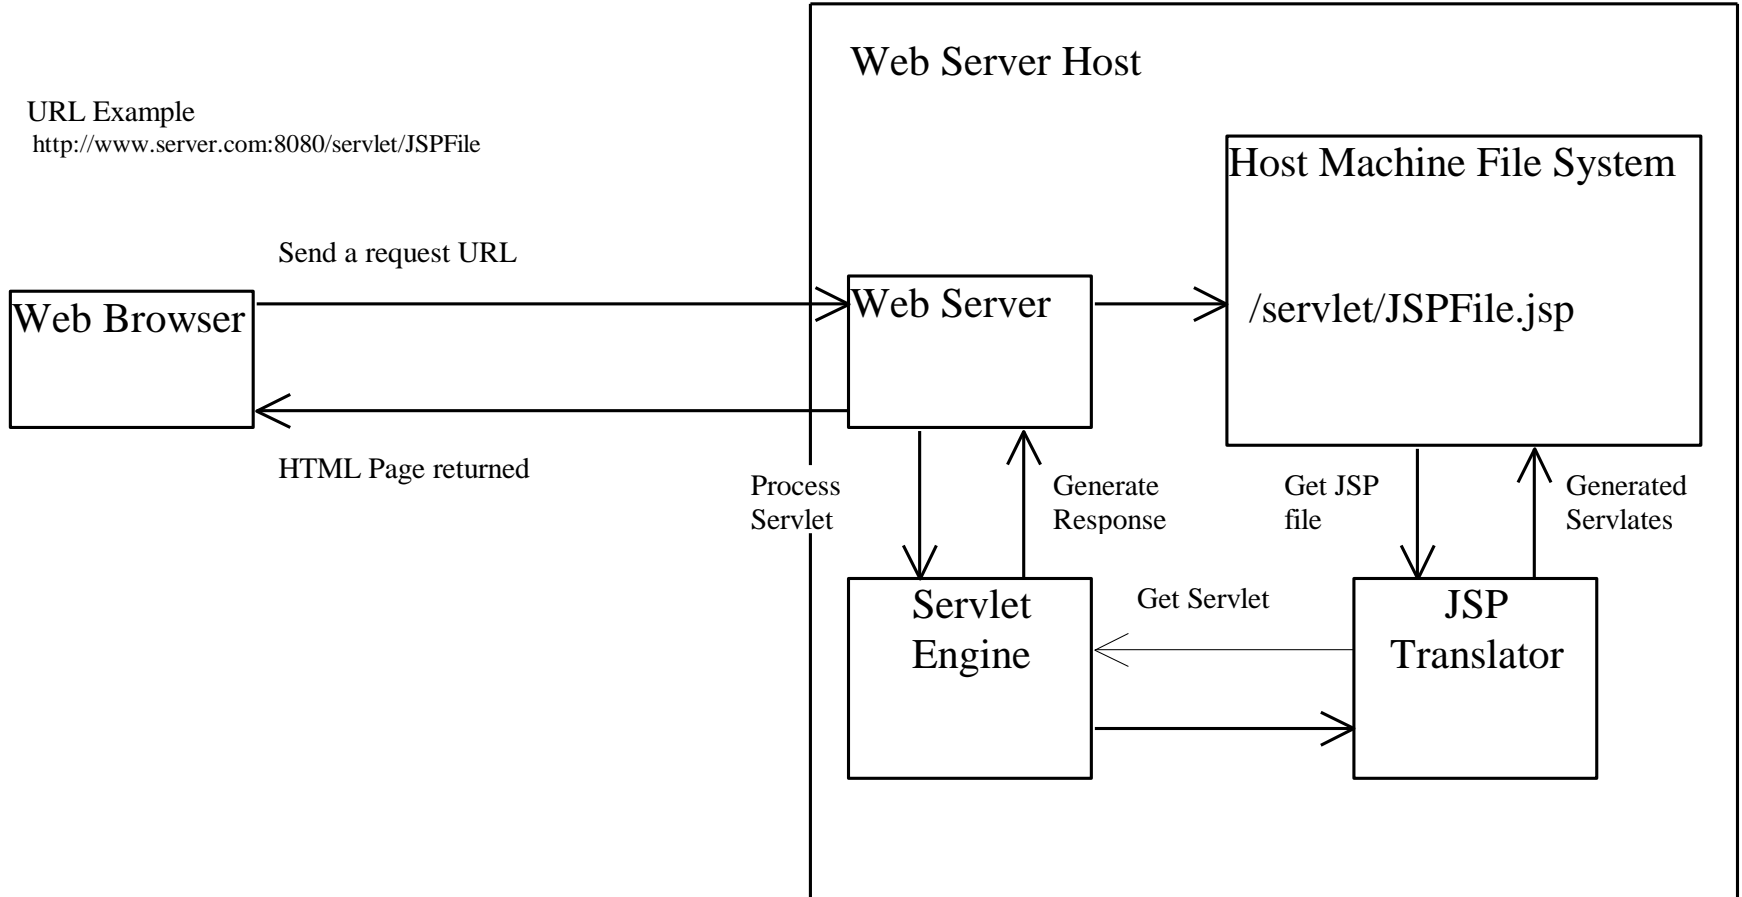 Web Server Host
URL Example
http://www.server.com:8080/servlet/JSPFile
Host Machine File System
Send a request URL
Web Browser
Web Server
/servlet/JSPFile.jsp
HTML Page returned
Process
Servlet
Generate
Response
Get JSP
file
Generated
Servlates
Servlet
Engine
Get Servlet
JSP
Translator